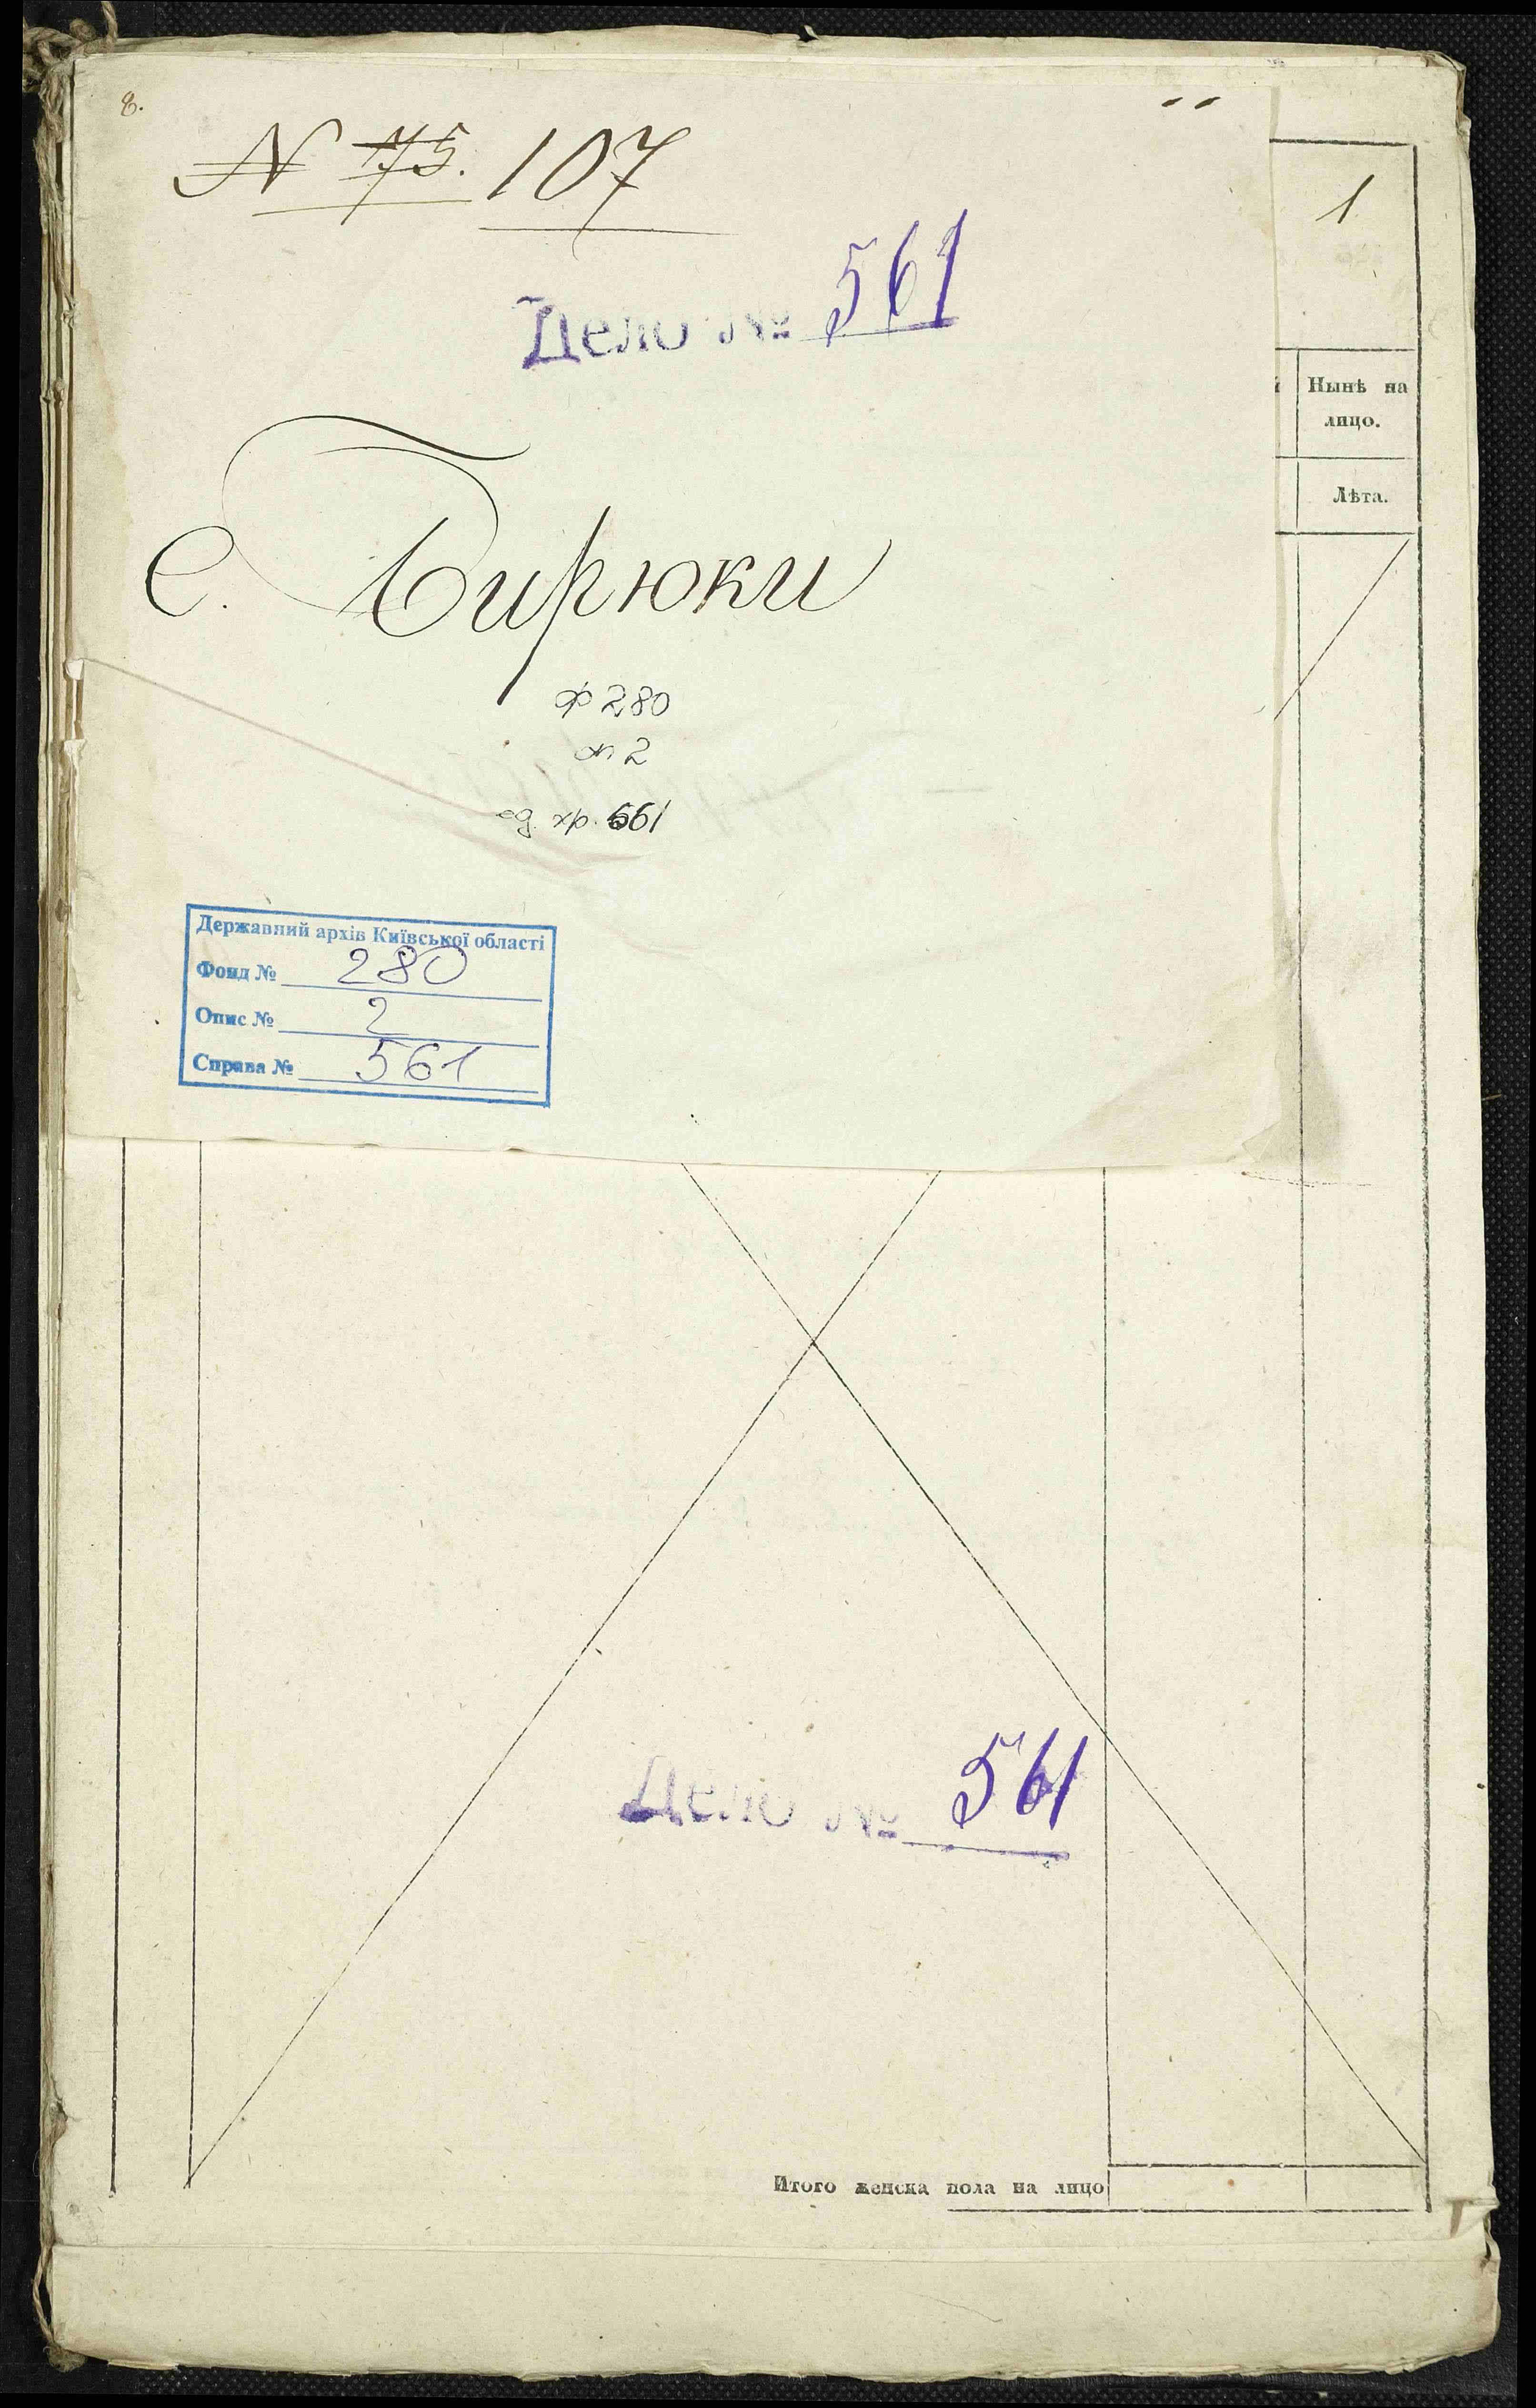 8.
N 175. 107
1
Дело № 561
Нынѣ на
лицо.
Лѣта.
С. Бирюки
ф 280
оп 2
ед. хр. 561
Державний архів Київської області
Фонд № 280
Опис № 2
Справа № 561
Дело № 561
Итого женска пола на лицо